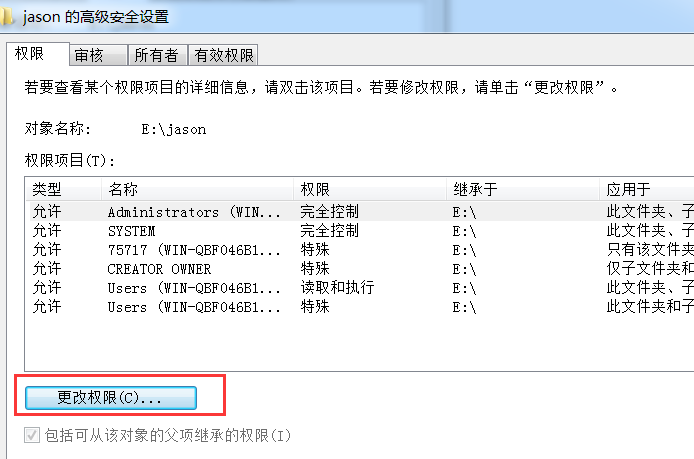 jason 的高级安全设置
权限 审核 所有者 有效权限
若要查看某个权限项目的详细信息，请双击该项目。若要修改权限，请单击“更改权限”。
对象名称: E:\jason
权限项目(T):
类型 名称 权限 继承于 应用于
允许 Administrators (WIN... 完全控制 E:\ 此文件夹、子
允许 SYSTEM 完全控制 E:\ 此文件夹、子
允许 75717 (WIN-QBF046B1... 特殊 E:\ 只有该文件夹
允许 CREATOR OWNER 特殊 E:\ 仅子文件夹和
允许 Users (WIN-QBF046B1... 读取和执行 E:\ 此文件夹、子
允许 Users (WIN-QBF046B1... 特殊 E:\ 此文件夹和子
更改权限(C)...
包括可从该对象的父项继承的权限(I)